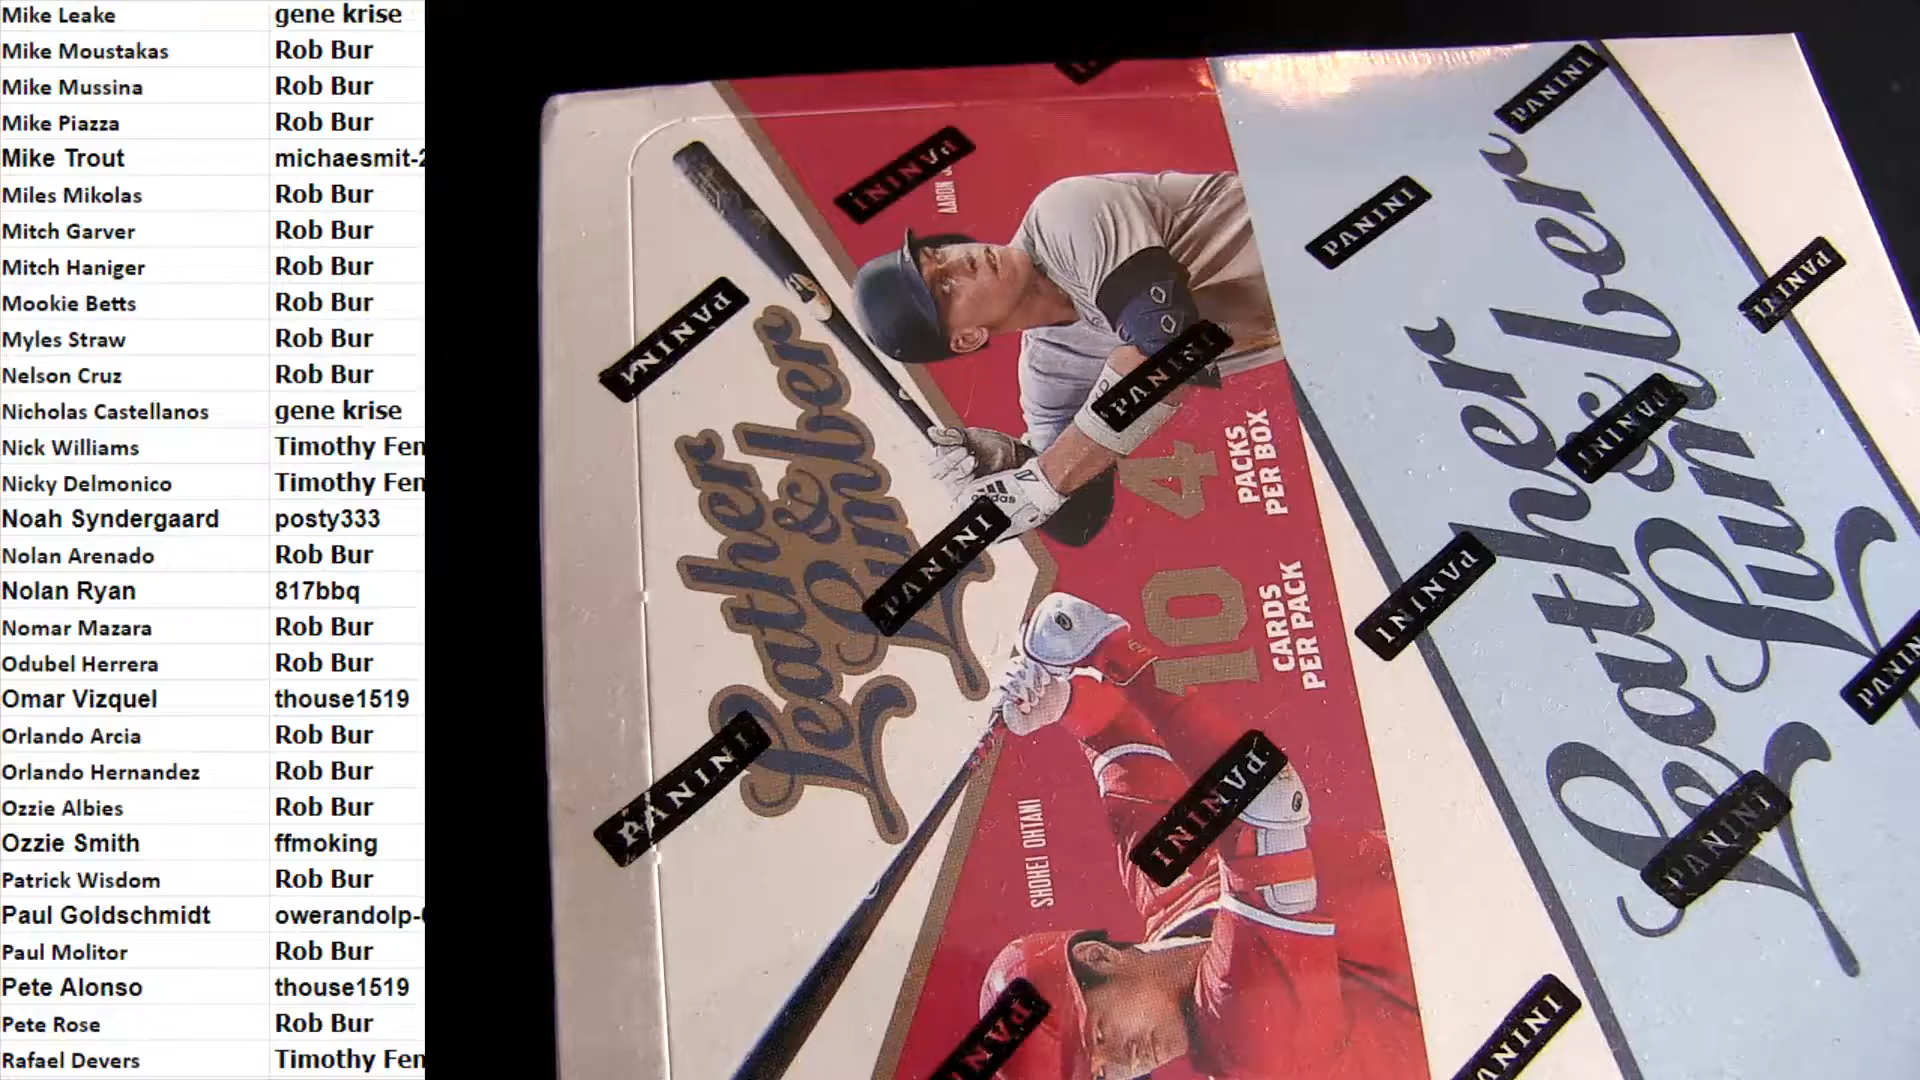 Mike Leake gene krise
Mike Moustakas Rob Bur
Mike Mussina Rob Bur
Mike Piazza Rob Bur
Mike Trout michaesmit-2
Miles Mikolas Rob Bur
Mitch Garver Rob Bur
Mitch Haniger Rob Bur
Mookie Betts Rob Bur
Myles Straw Rob Bur
Nelson Cruz Rob Bur
Nicholas Castellanos gene krise
Nick Williams Timothy Fen
Nicky Delmonico Timothy Fen
Noah Syndergaard posty333
Nolan Arenado Rob Bur
Nolan Ryan 817bbq
Nomar Mazara Rob Bur
Odubel Herrera Rob Bur
Omar Vizquel thouse1519
Orlando Arcia Rob Bur
Orlando Hernandez Rob Bur
Ozzie Albies Rob Bur
Ozzie Smith ffmoking
Patrick Wisdom Rob Bur
Paul Goldschmidt owerandolp-
Paul Molitor Rob Bur
Pete Alonso thouse1519
Pete Rose Rob Bur
Rafael Devers Timothy Fen
Leather
&
Lumber
AARON
SHOHEI OHTANI
adidas
10
CARDS
PER PACK
4
PACKS
PER BOX
Leather
&
Lumber
PANINI
PANINI
PANINI
PANINI
PANINI
PANINI
PANINI
PANINI
PANINI
PANINI
PANINI
PANINI
PANINI
PANINI